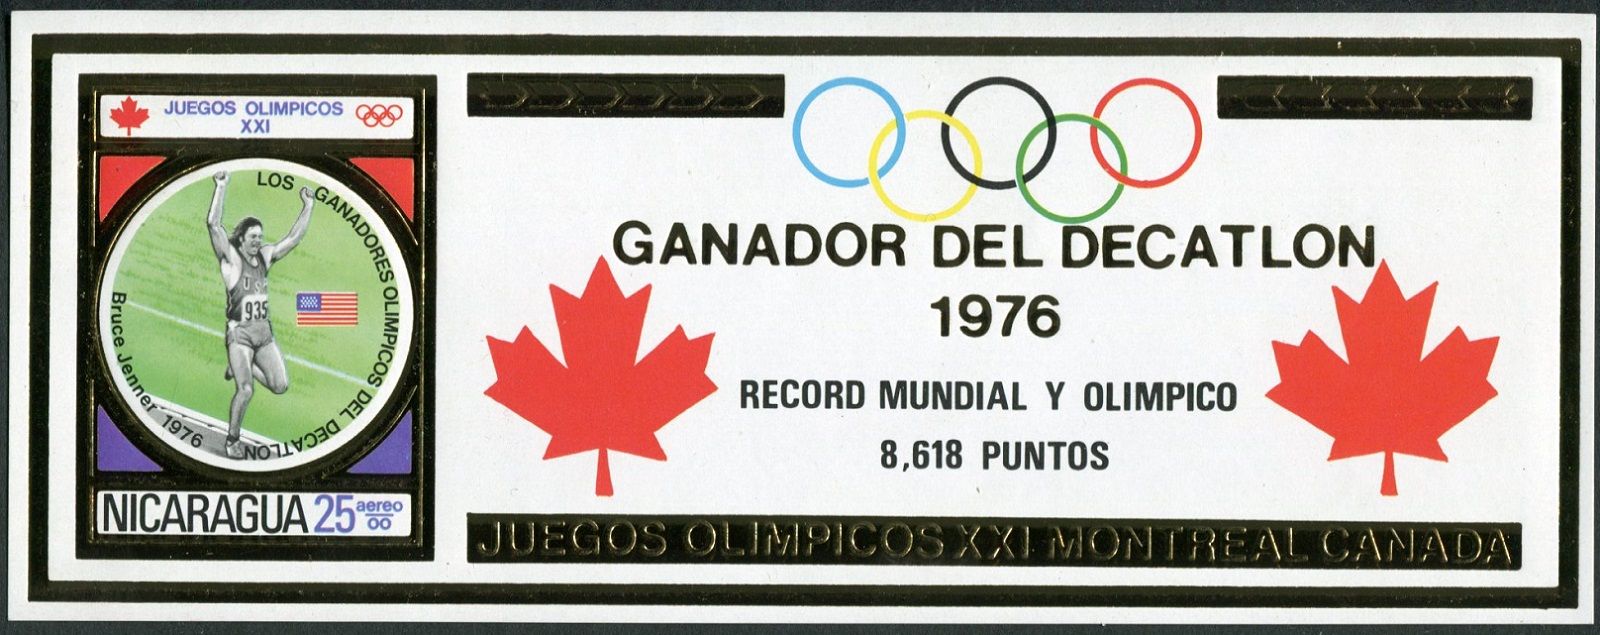 JUEGOS OLIMPICOS
XXI
LOS GANADORES OLIMPICOS DEL DECATLON
USA
935
Bruce Jenner 1976
NICARAGUA 25 aereo
00
GANADOR DEL DECATLON
1976
RECORD MUNDIAL Y OLIMPICO
8,618 PUNTOS
JUEGOS OLIMPICOS XXI MONTREAL CANADA